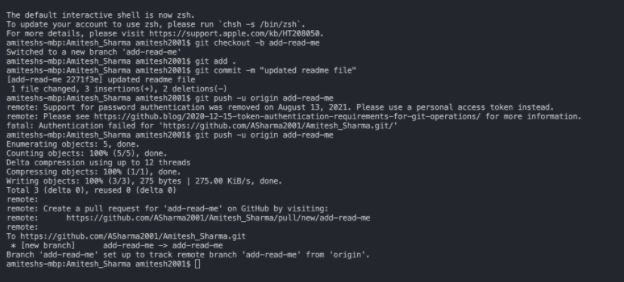 The default interactive shell is now zsh.
To update your account to use zsh, please run `chsh -s /bin/zsh`.
For more details, please visit https://support.apple.com/kb/HT208050.
amiteshs-mbp:Amitesh_Sharma amitesh2001$ git checkout -b add-read-me
Switched to a new branch 'add-read-me'
amiteshs-mbp:Amitesh_Sharma amitesh2001$ git add .
amiteshs-mbp:Amitesh_Sharma amitesh2001$ git commit -m "updated readme file"
[add-read-me 2271f3e] updated readme file
 1 file changed, 3 insertions(+), 2 deletions(-)
amiteshs-mbp:Amitesh_Sharma amitesh2001$ git push -u origin add-read-me
remote: Support for password authentication was removed on August 13, 2021. Please use a personal access token instead.
remote: Please see https://github.blog/2020-12-15-token-authentication-requirements-for-git-operations/ for more information.
fatal: Authentication failed for 'https://github.com/ASharma2001/Amitesh_Sharma.git/'
amiteshs-mbp:Amitesh_Sharma amitesh2001$ git push -u origin add-read-me
Enumerating objects: 5, done.
Counting objects: 100% (5/5), done.
Delta compression using up to 12 threads
Compressing objects: 100% (1/1), done.
Writing objects: 100% (3/3), 275 bytes | 275.00 KiB/s, done.
Total 3 (delta 0), reused 0 (delta 0)
remote:
remote: Create a pull request for 'add-read-me' on GitHub by visiting:
remote:      https://github.com/ASharma2001/Amitesh_Sharma/pull/new/add-read-me
remote:
To https://github.com/ASharma2001/Amitesh_Sharma.git
 * [new branch]      add-read-me -> add-read-me
Branch 'add-read-me' set up to track remote branch 'add-read-me' from 'origin'.
amiteshs-mbp:Amitesh_Sharma amitesh2001$